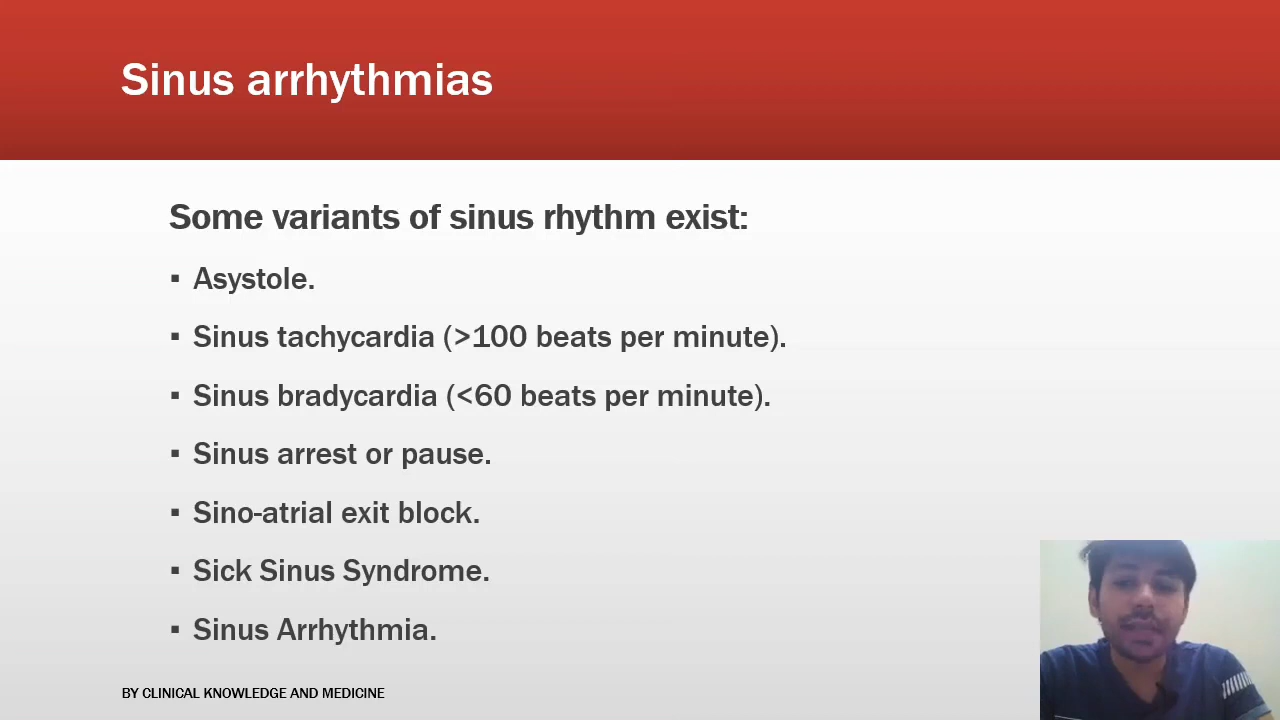 Sinus arrhythmias
Some variants of sinus rhythm exist:
▪ Asystole.
▪ Sinus tachycardia (>100 beats per minute).
▪ Sinus bradycardia (<60 beats per minute).
▪ Sinus arrest or pause.
▪ Sino-atrial exit block.
▪ Sick Sinus Syndrome.
▪ Sinus Arrhythmia.
BY CLINICAL KNOWLEDGE AND MEDICINE